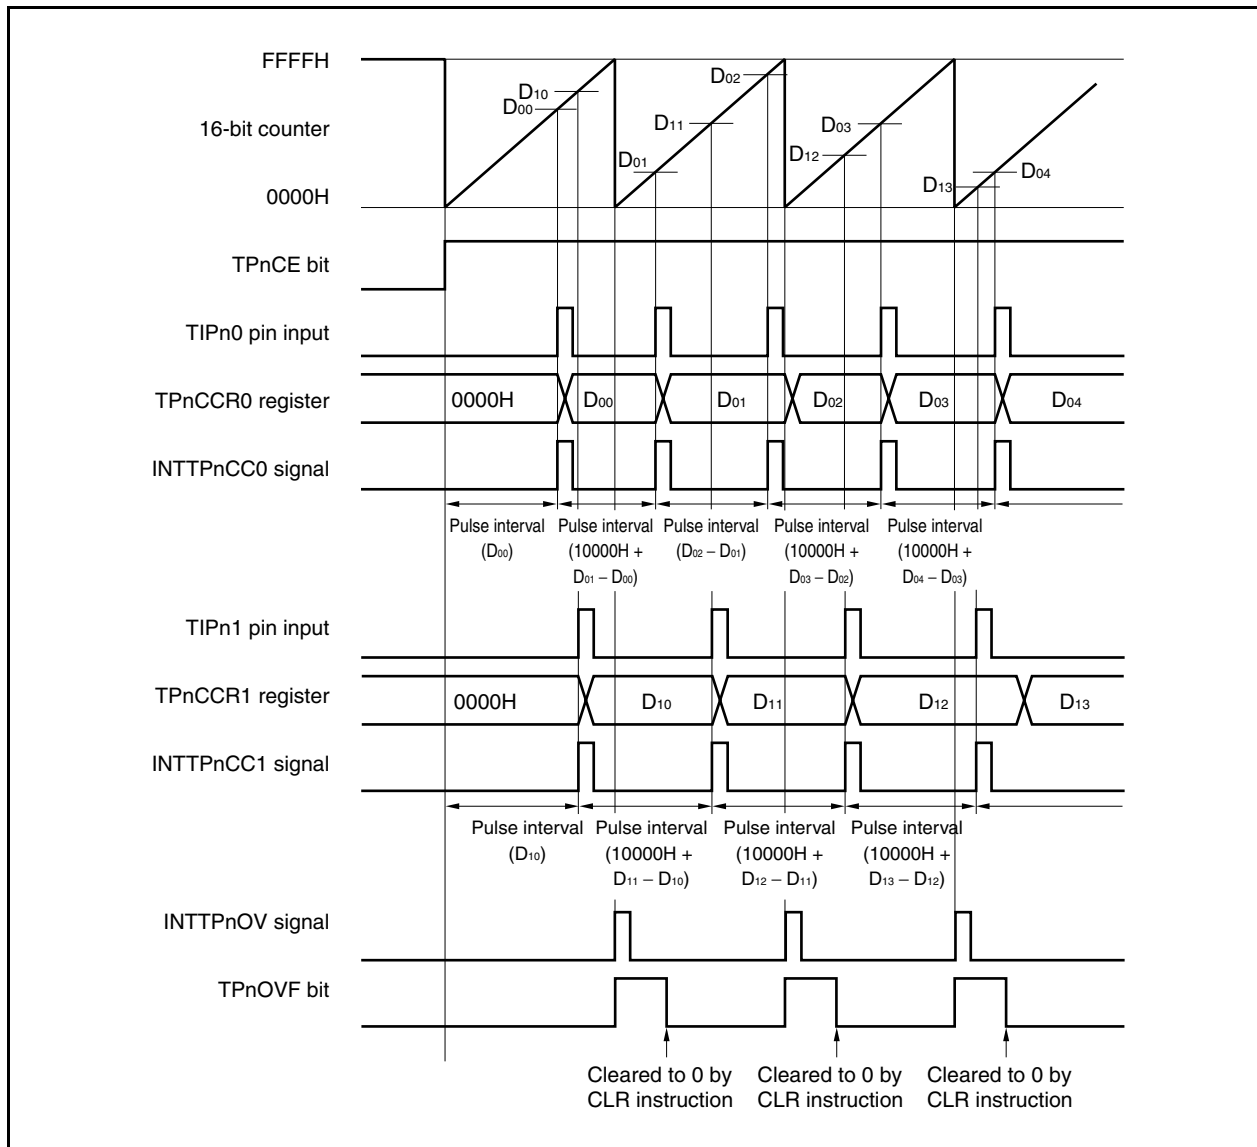 FFFFH
D10
D00
D02
16-bit counter
D11
D03
D01
D12
D13
D04
0000H
TPnCE bit
TIPn0 pin input
TPnCCR0 register
0000H
D00
D01
D02
D03
D04
INTTPnCC0 signal
Pulse interval
(D00)
Pulse interval
(10000H +
D01 – D00)
Pulse interval
(D02 – D01)
Pulse interval
(10000H +
D03 – D02)
Pulse interval
(10000H +
D04 – D03)
TIPn1 pin input
TPnCCR1 register
0000H
D10
D11
D12
D13
INTTPnCC1 signal
Pulse interval
(D10)
Pulse interval
(10000H +
D11 – D10)
Pulse interval
(10000H +
D12 – D11)
Pulse interval
(10000H +
D13 – D12)
INTTPnOV signal
TPnOVF bit
Cleared to 0 by
CLR instruction
Cleared to 0 by
CLR instruction
Cleared to 0 by
CLR instruction